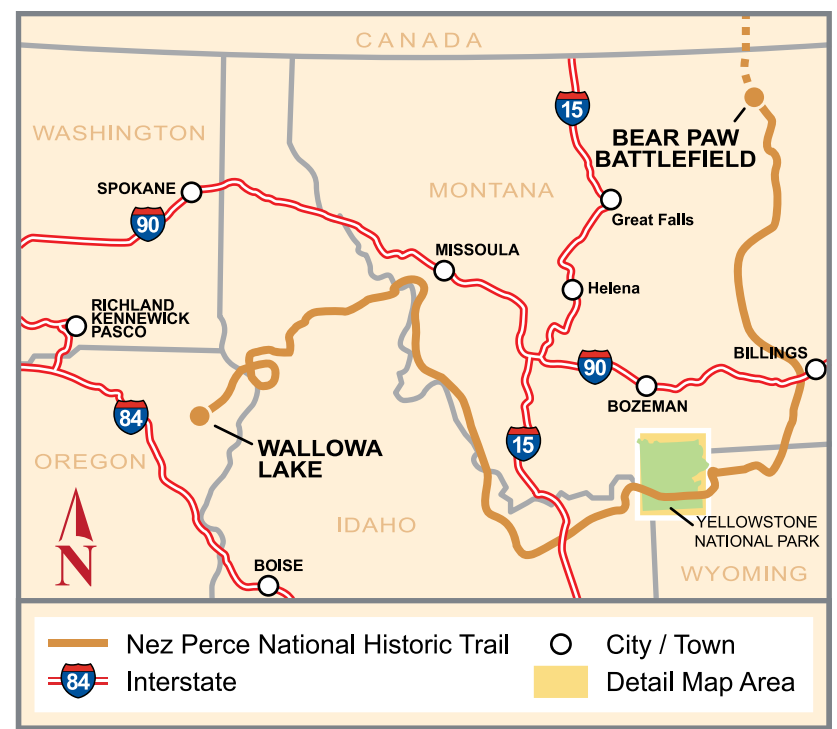 CANADA
15
BEAR PAW
BATTLEFIELD
WASHINGTON
SPOKANE
MONTANA
Great Falls
90
MISSOULA
Helena
RICHLAND
KENNEWICK
PASCO
BILLINGS
90
BOZEMAN
84
15
WALLOWA
LAKE
OREGON
IDAHO
YELLOWSTONE
NATIONAL PARK
N
BOISE
WYOMING
Nez Perce National Historic Trail
City / Town
84
Interstate
Detail Map Area